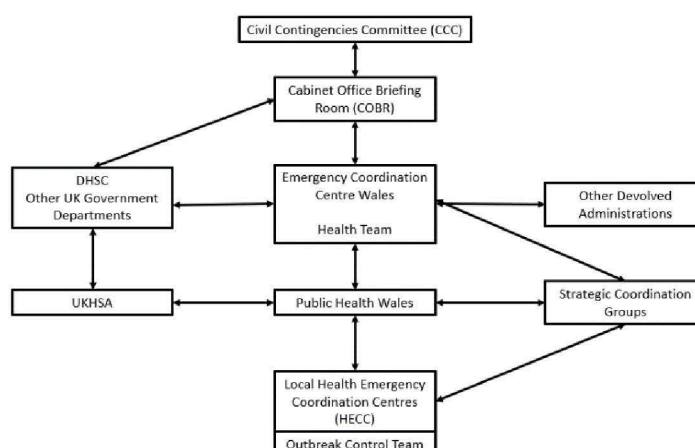 Civil Contingencies Committee (CCC)
Cabinet Office Briefing
Room (COBR)
DHSC
Other UK Government
Departments
Emergency Coordination
Centre Wales
Health Team
Other Devolved
Administrations
UKHSA
Public Health Wales
Strategic Coordination
Groups
Local Health Emergency
Coordination Centres
(HECC)
Outbreak Control Team